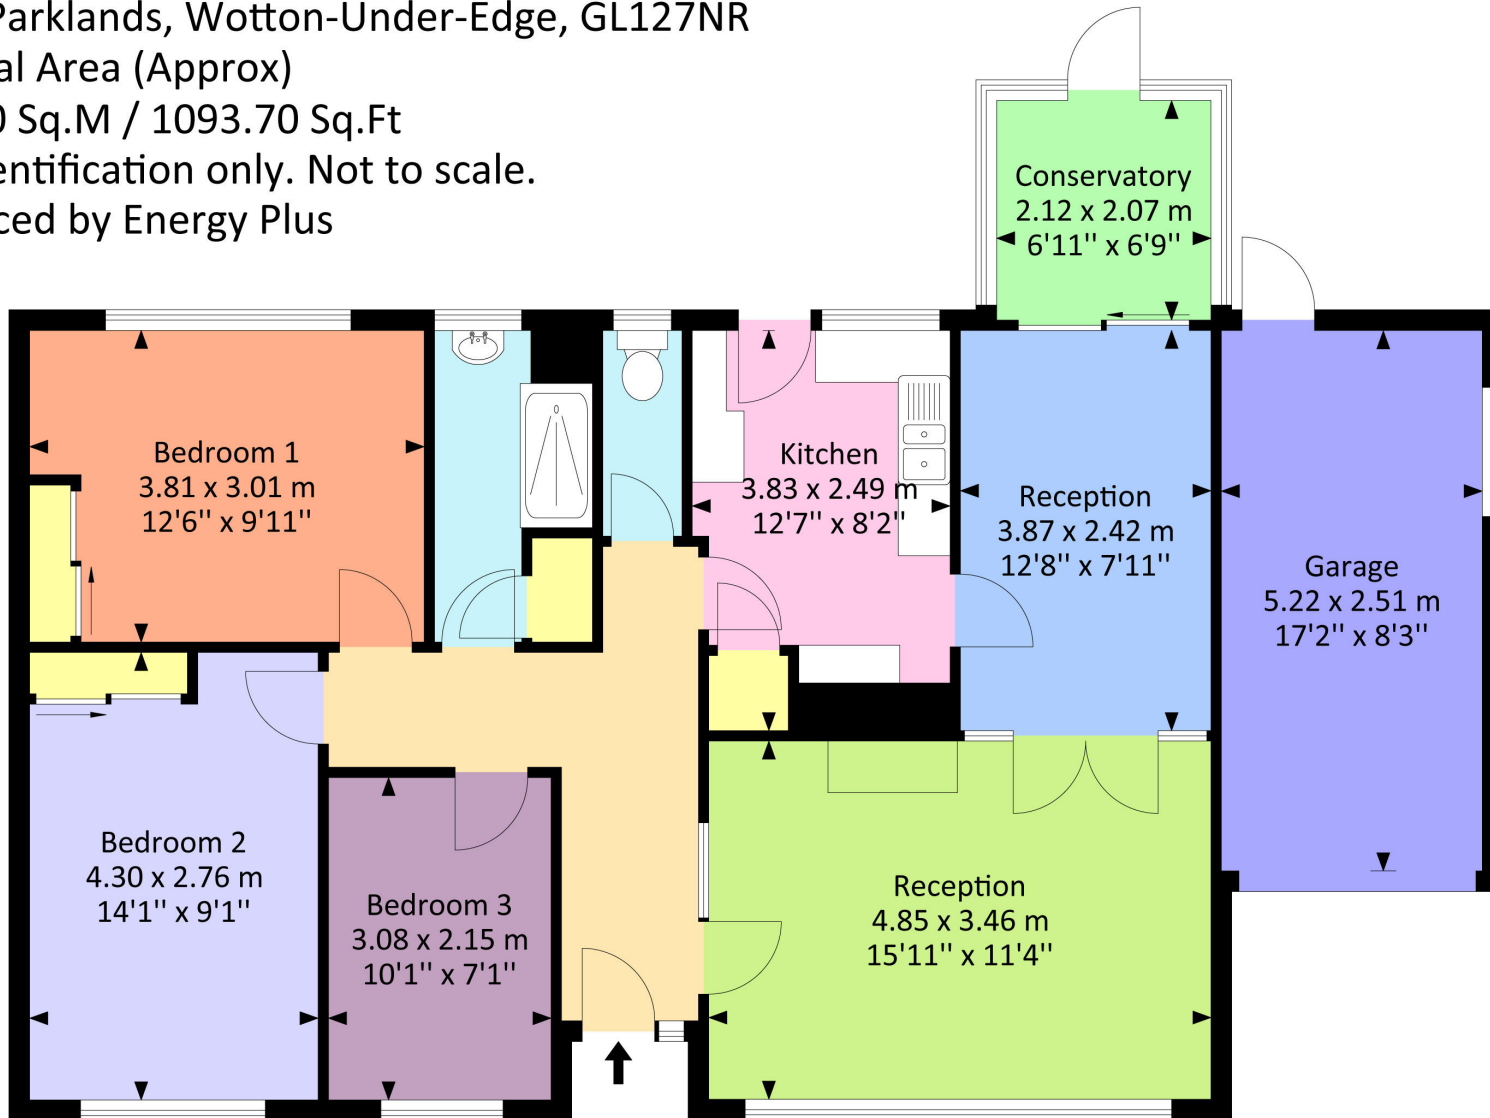 Parklands, Wotton-Under-Edge, GL127NR
al Area (Approx)
0 Sq.M / 1093.70 Sq.Ft
entification only. Not to scale.
ced by Energy Plus
Conservatory
2.12 x 2.07 m
6'11'' x 6'9''
Bedroom 1
3.81 x 3.01 m
12'6'' x 9'11''
Kitchen
3.83 x 2.49 m
12'7'' x 8'2''
Reception
3.87 x 2.42 m
12'8'' x 7'11''
Garage
5.22 x 2.51 m
17'2'' x 8'3''
Bedroom 2
4.30 x 2.76 m
14'1'' x 9'1''
Bedroom 3
3.08 x 2.15 m
10'1'' x 7'1''
Reception
4.85 x 3.46 m
15'11'' x 11'4''